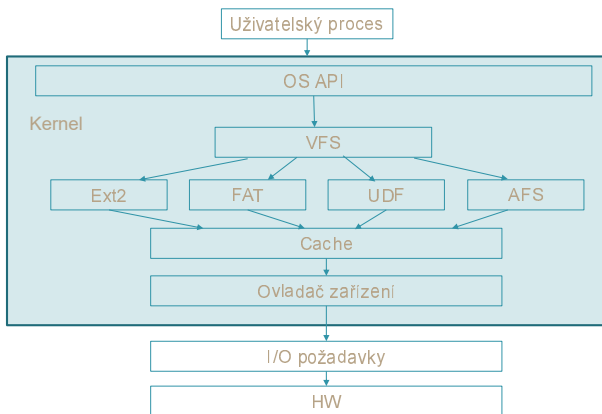 Uživatelský proces
OS API
Kernel
VFS
Ext2
FAT
UDF
AFS
Cache
Ovladač zařízení
I/O požadavky
HW